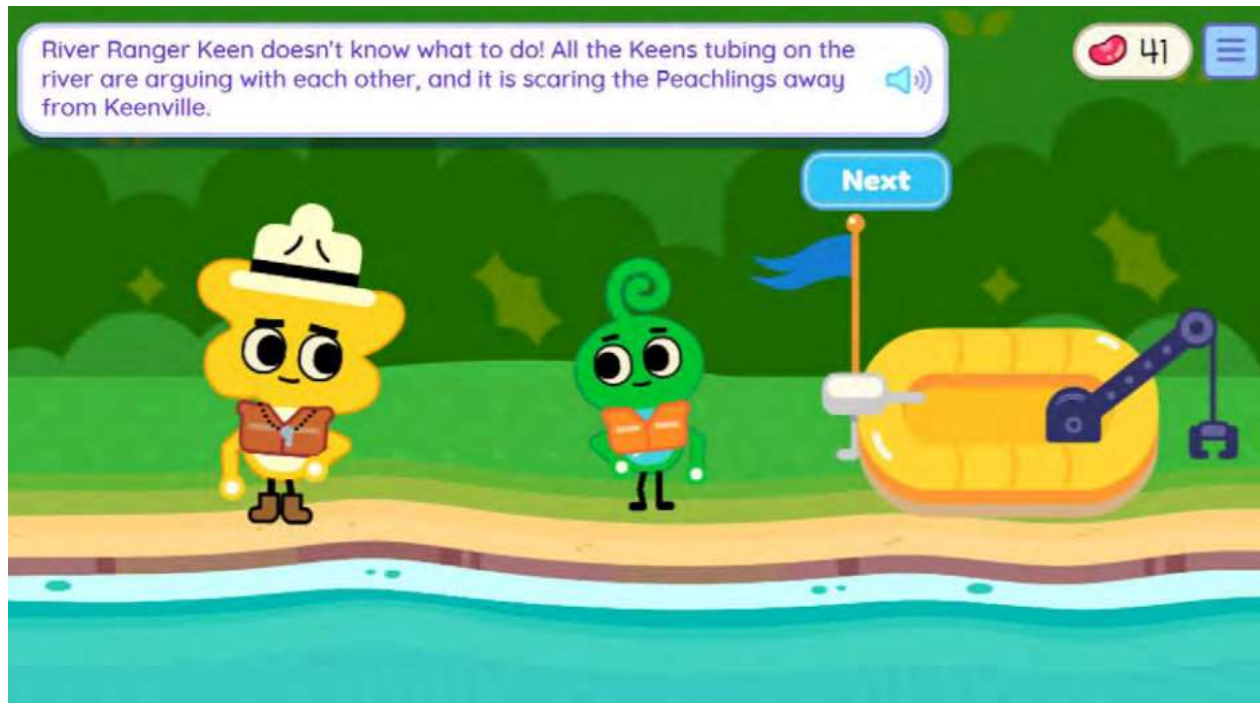 River Ranger Keen doesn't know what to do! All the Keens tubing on the
river are arguing with each other, and it is scaring the Peachlings away
from Keenville.
41
Next